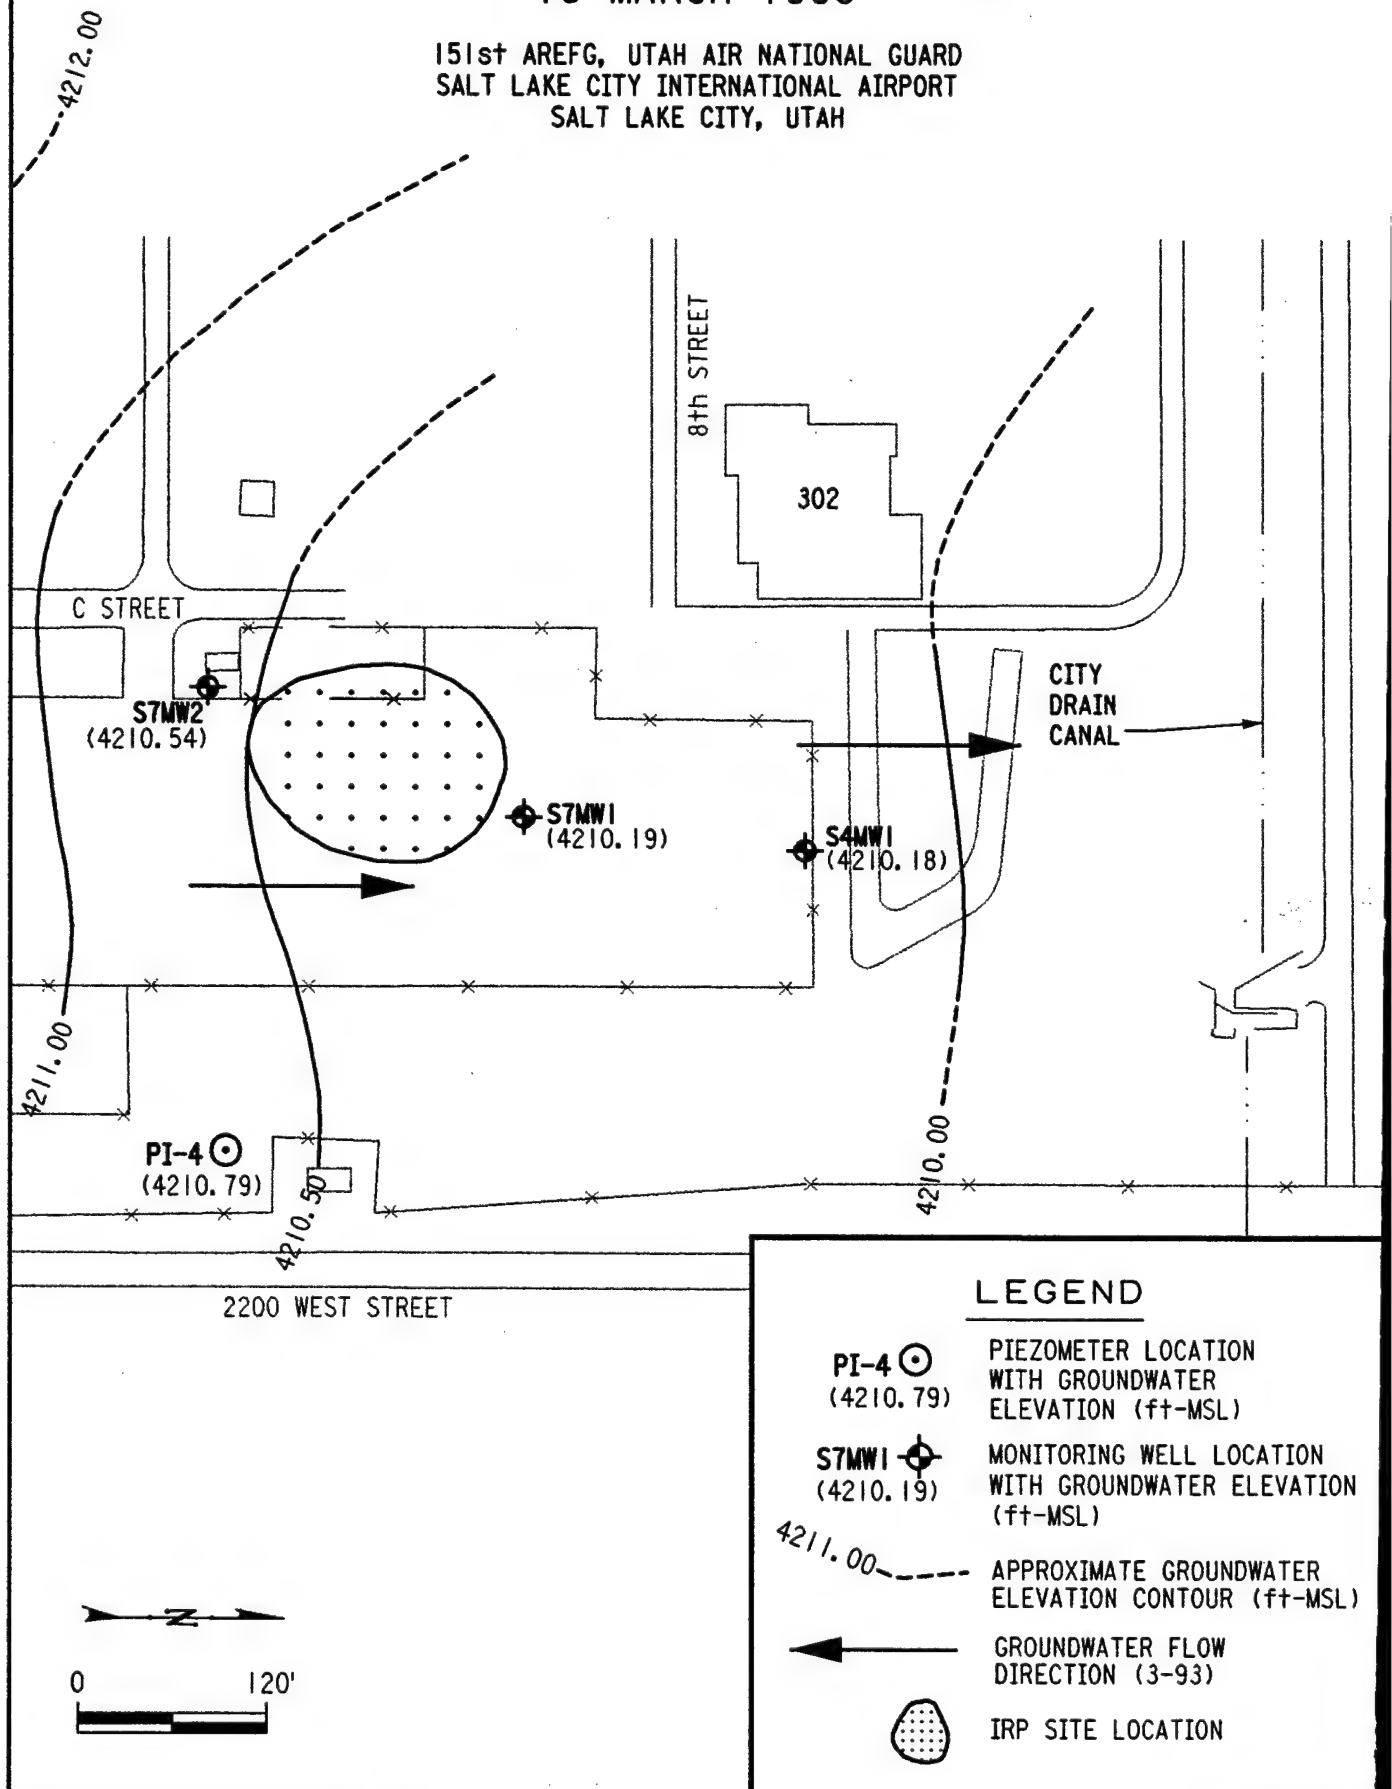 4212.00
151st AREFG, UTAH AIR NATIONAL GUARD
SALT LAKE CITY INTERNATIONAL AIRPORT
SALT LAKE CITY, UTAH
8th STREET
302
C STREET
S7MW2
(4210.54)
CITY
DRAIN
CANAL
S7MW1
(4210.19)
S4MW1
(4210.18)
4211.00
PI-4
(4210.79)
4210.50
4210.00
2200 WEST STREET
LEGEND
PI-4
(4210.79)
PIEZOMETER LOCATION
WITH GROUNDWATER
ELEVATION (ft-MSL)
S7MW1
(4210.19)
MONITORING WELL LOCATION
WITH GROUNDWATER ELEVATION
(ft-MSL)
4211.00
APPROXIMATE GROUNDWATER
ELEVATION CONTOUR (ft-MSL)
GROUNDWATER FLOW
DIRECTION (3-93)
IRP SITE LOCATION
N
0 120'